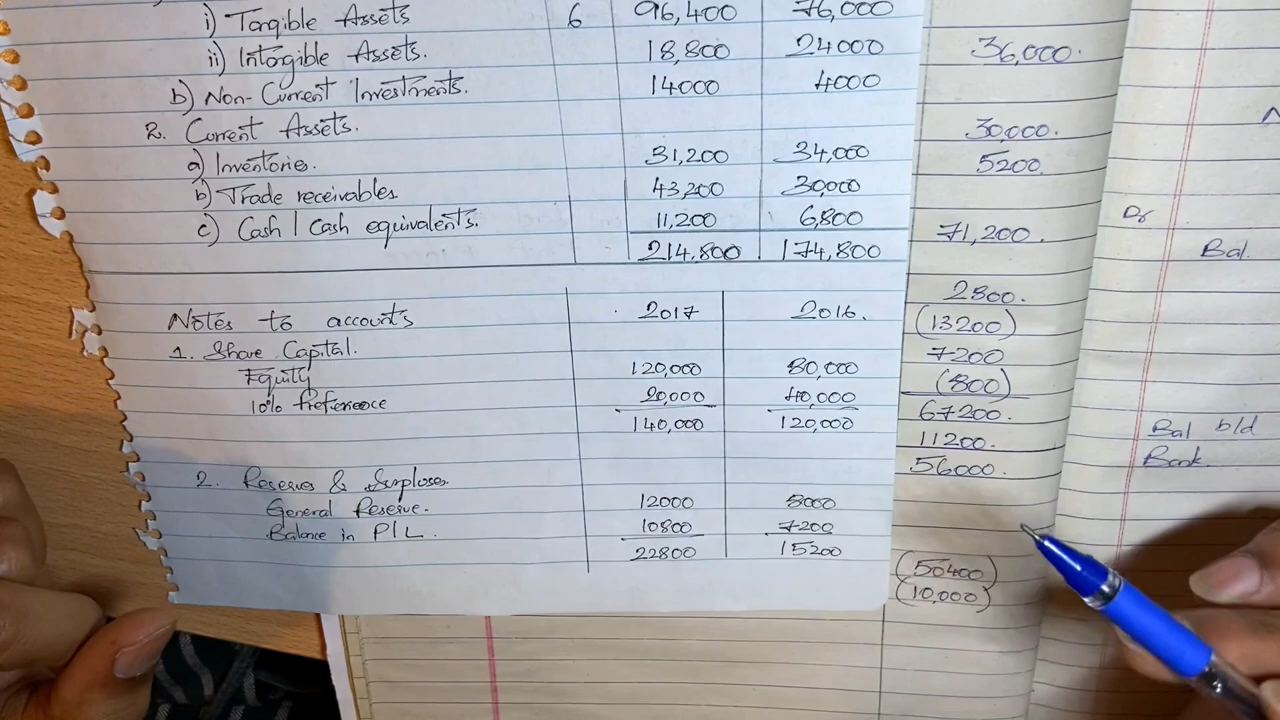 i) Tangible Assets 6 96,400 76,000
ii) Intangible Assets. 18,800 24000
b) Non-Current Investments. 14000 4000
2. Current Assets.
a) Inventories. 31,200 34,000
b) Trade receivables 43,200 30,000
c) Cash | Cash equivalents. 11,200 6,800
214,800 174,800
Notes to accounts 2017 2016.
1. Share Capital.
Equity 120,000 80,000
10% Preference 20,000 40,000
140,000 120,000
2. Reserves & Surpluses.
General Reserve. 12000 8000
Balance in P|L. 10800 7200
22800 15200
36,000.
30,000.
5200
71,200.
2800.
(13200)
7200
(800)
67200.
11200.
56000.
(50400)
(10,000)
Dr
Bal.
Bal b/d
Bank.